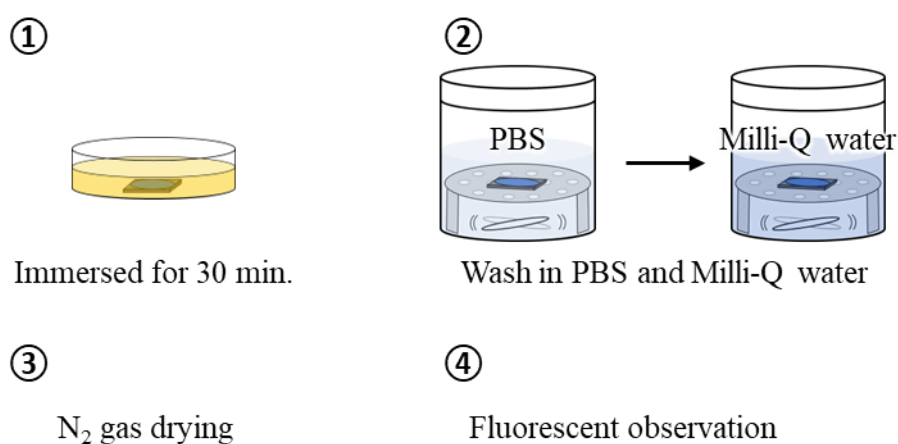 ①
②
PBS
Milli-Q water
Immersed for 30 min.
Wash in PBS and Milli-Q water
③
④
N₂ gas drying
Fluorescent observation